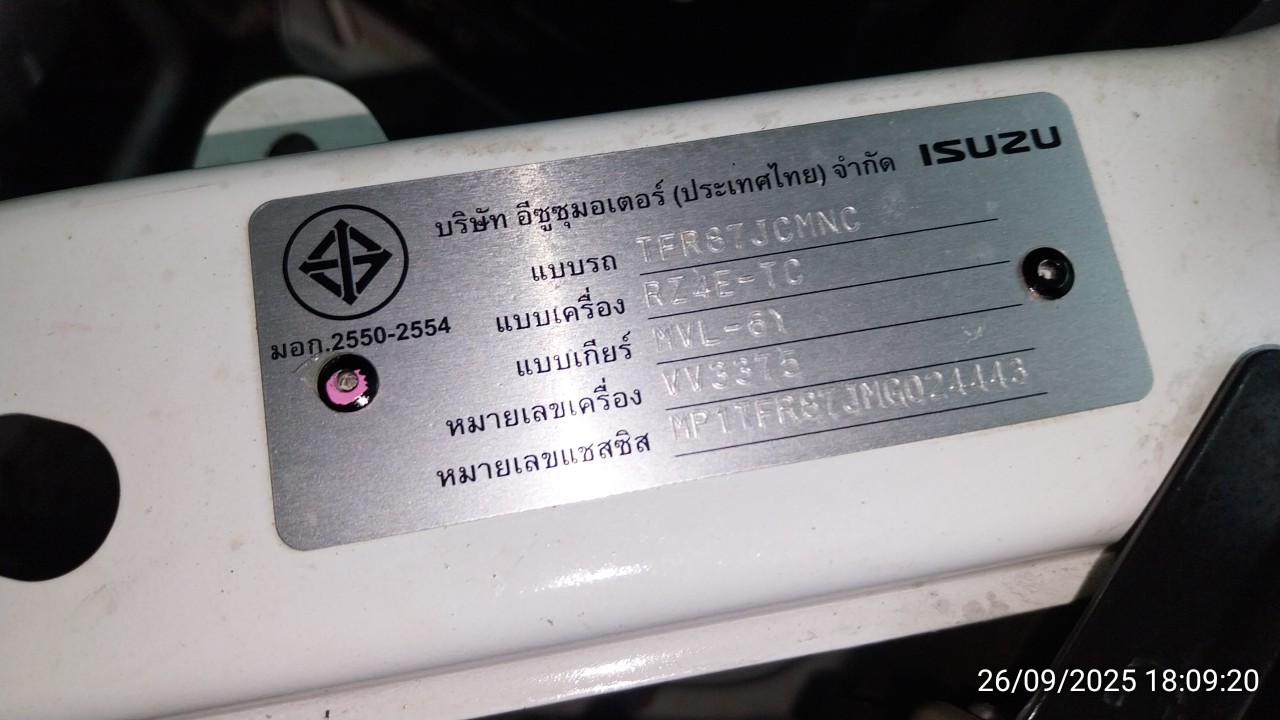 ISUZU
บริษัท อีซูซุมอเตอร์ (ประเทศไทย) จำกัด
แบบรถ TFR87JCMNC
แบบเครื่อง RZ4E-TC
มอก.2550-2554
แบบเกียร์ MVL-6Y
หมายเลขเครื่อง VV3375
หมายเลขแชสซิส MP1TFR87JMG024443
26/09/2025 18:09:20